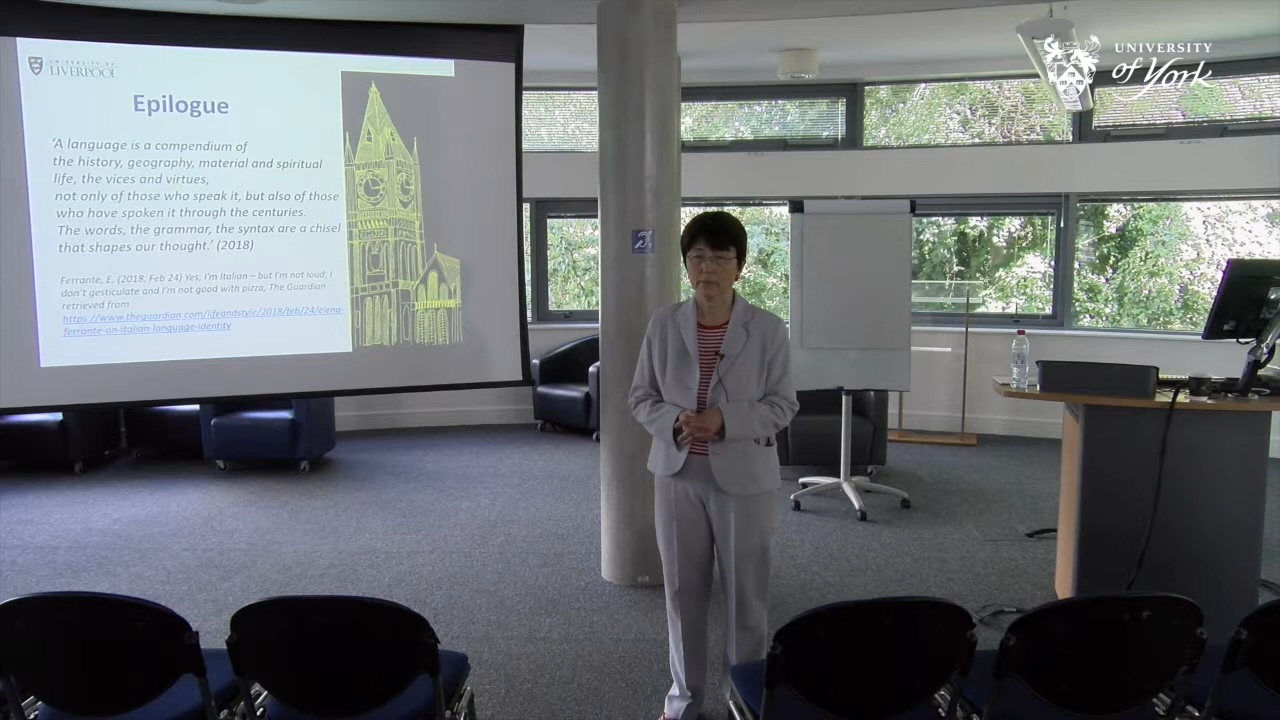 UNIVERSITY OF
LIVERPOOL
Epilogue
‘A language is a compendium of
the history, geography, material and spiritual
life, the vices and virtues,
not only of those who speak it, but also of those
who have spoken it through the centuries.
The words, the grammar, the syntax are a chisel
that shapes our thought.’ (2018)
Ferrante, E, (2018, Feb 24) Yes, I’m Italian – but I’m not loud, I
don’t gesticulate and I’m not good with pizza, The Guardian
retrieved from
https://www.theguardian.com/lifeandstyle/2018/feb/24/elena-
ferrante-on-italian-language-identity
UNIVERSITY
of York